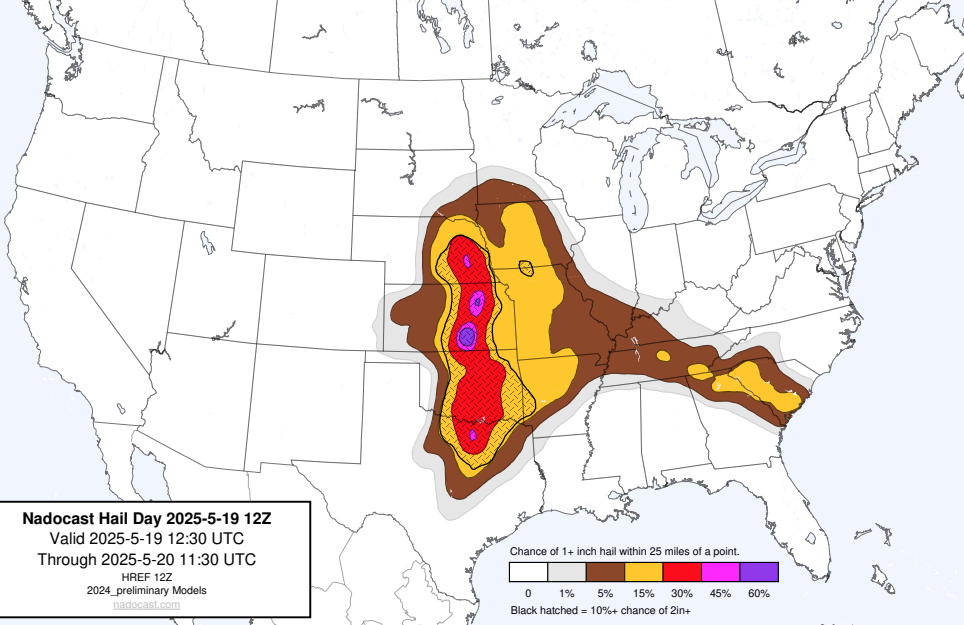 Nadocast Hail Day 2025-5-19 12Z
Valid 2025-5-19 12:30 UTC
Through 2025-5-20 11:30 UTC
HREF 12Z
2024_preliminary Models
nadocast.com
Chance of 1+ inch hail within 25 miles of a point.
0 1% 5% 15% 30% 45% 60%
Black hatched = 10%+ chance of 2in+